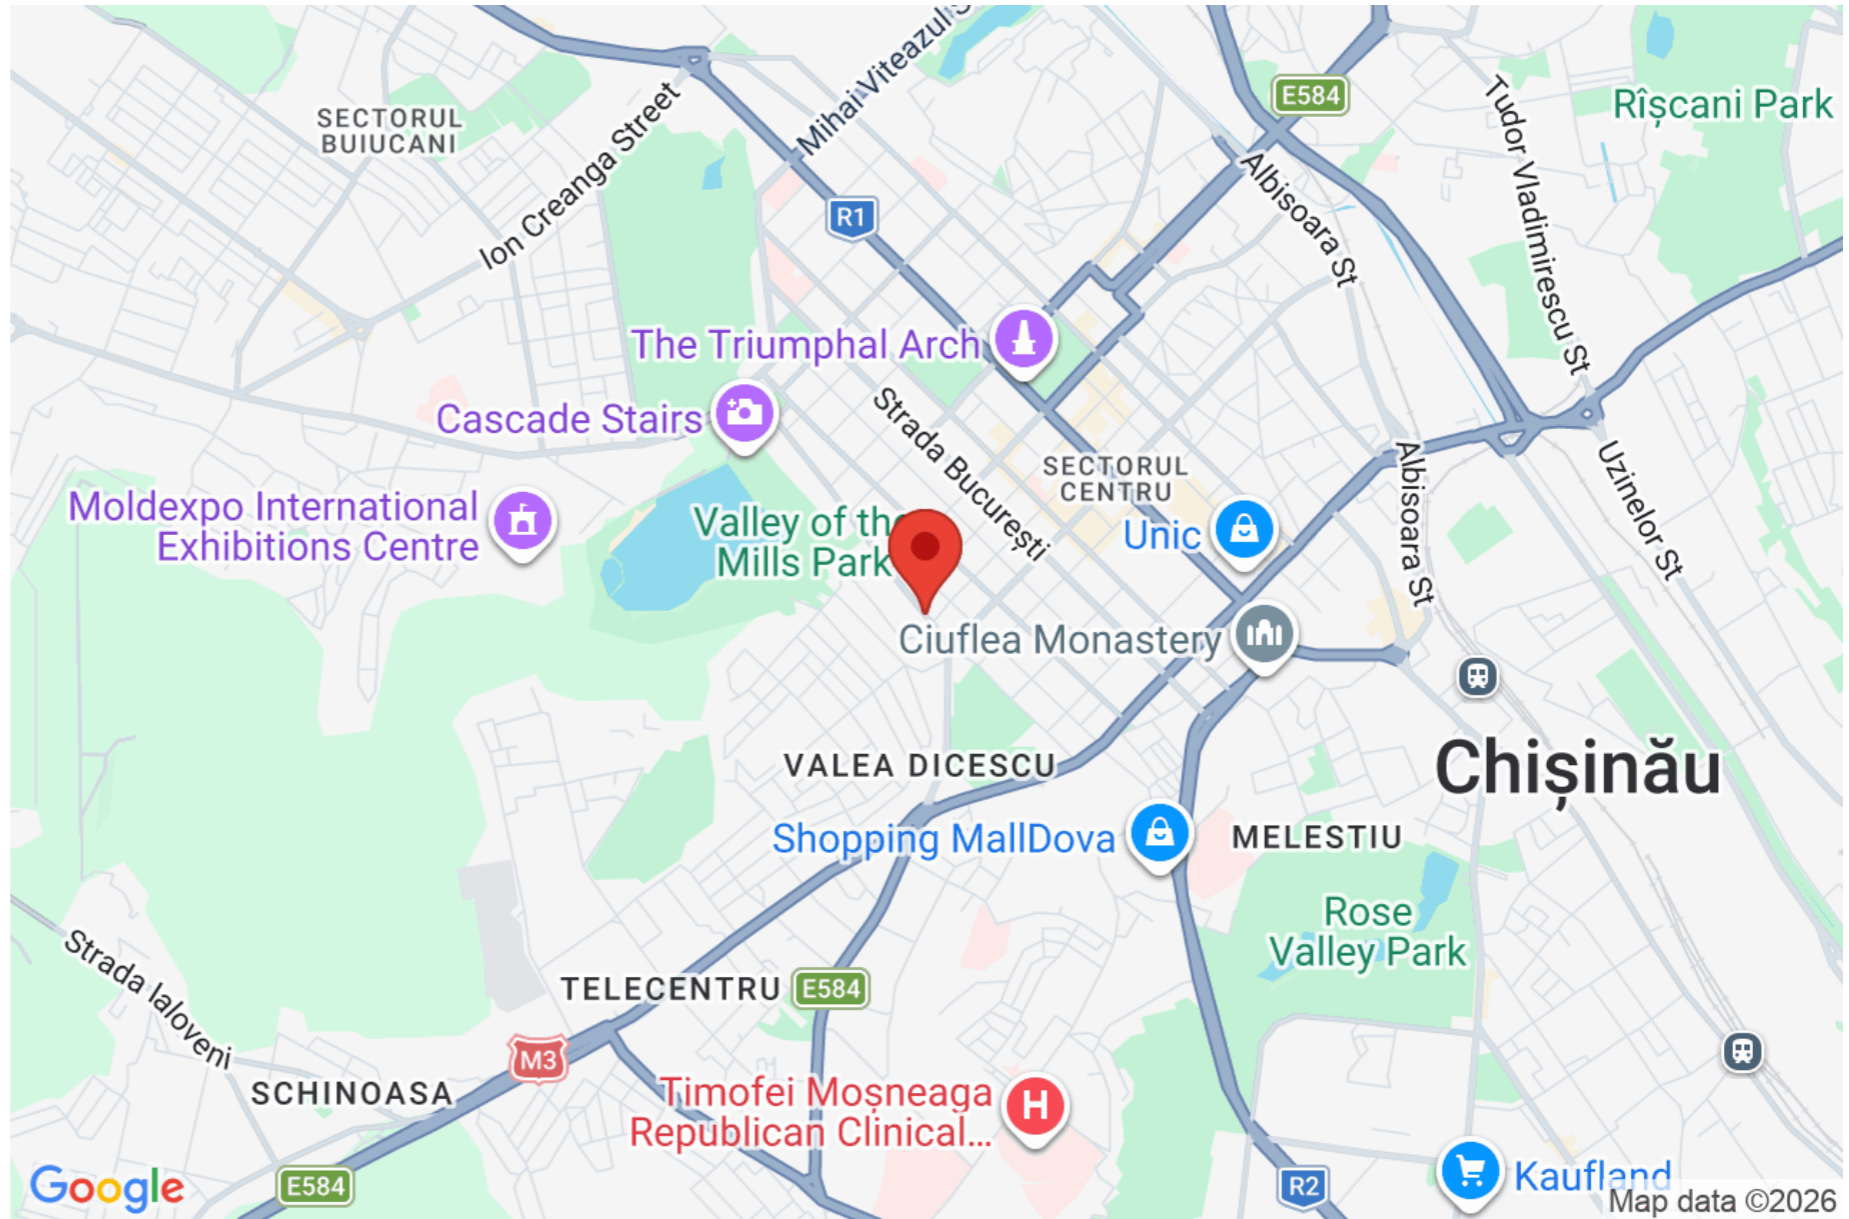 Mihai Viteazul S
SECTORUL
BUIUCANI
Ion Creanga Street
E584
Rîșcani Park
Tudor Vladimirescu St
Albisoara St
R1
The Triumphal Arch
Cascade Stairs
Strada București
SECTORUL
CENTRU
Albisoara St
Uzinelor St
Moldexpo International
Exhibitions Centre
Valley of the
Mills Park
Unic
Ciuflea Monastery
VALEA DICESCU
Chișinău
Shopping MallDova
MELESTIU
Rose
Valley Park
Strada Ialoveni
TELECENTRU
E584
M3
SCHINOASA
Timofei Moșneaga
Republican Clinical...
H
Google
E584
R2
Kaufland
Map data ©2026